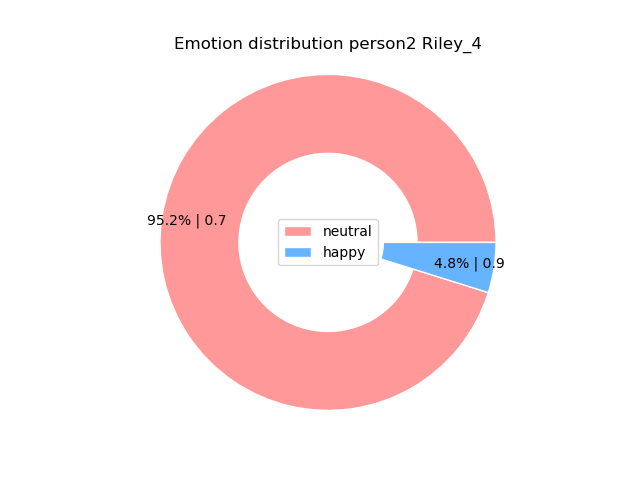 Emotion distribution person2 Riley_4
95.2% | 0.7
neutral
happy
4.8% | 0.9